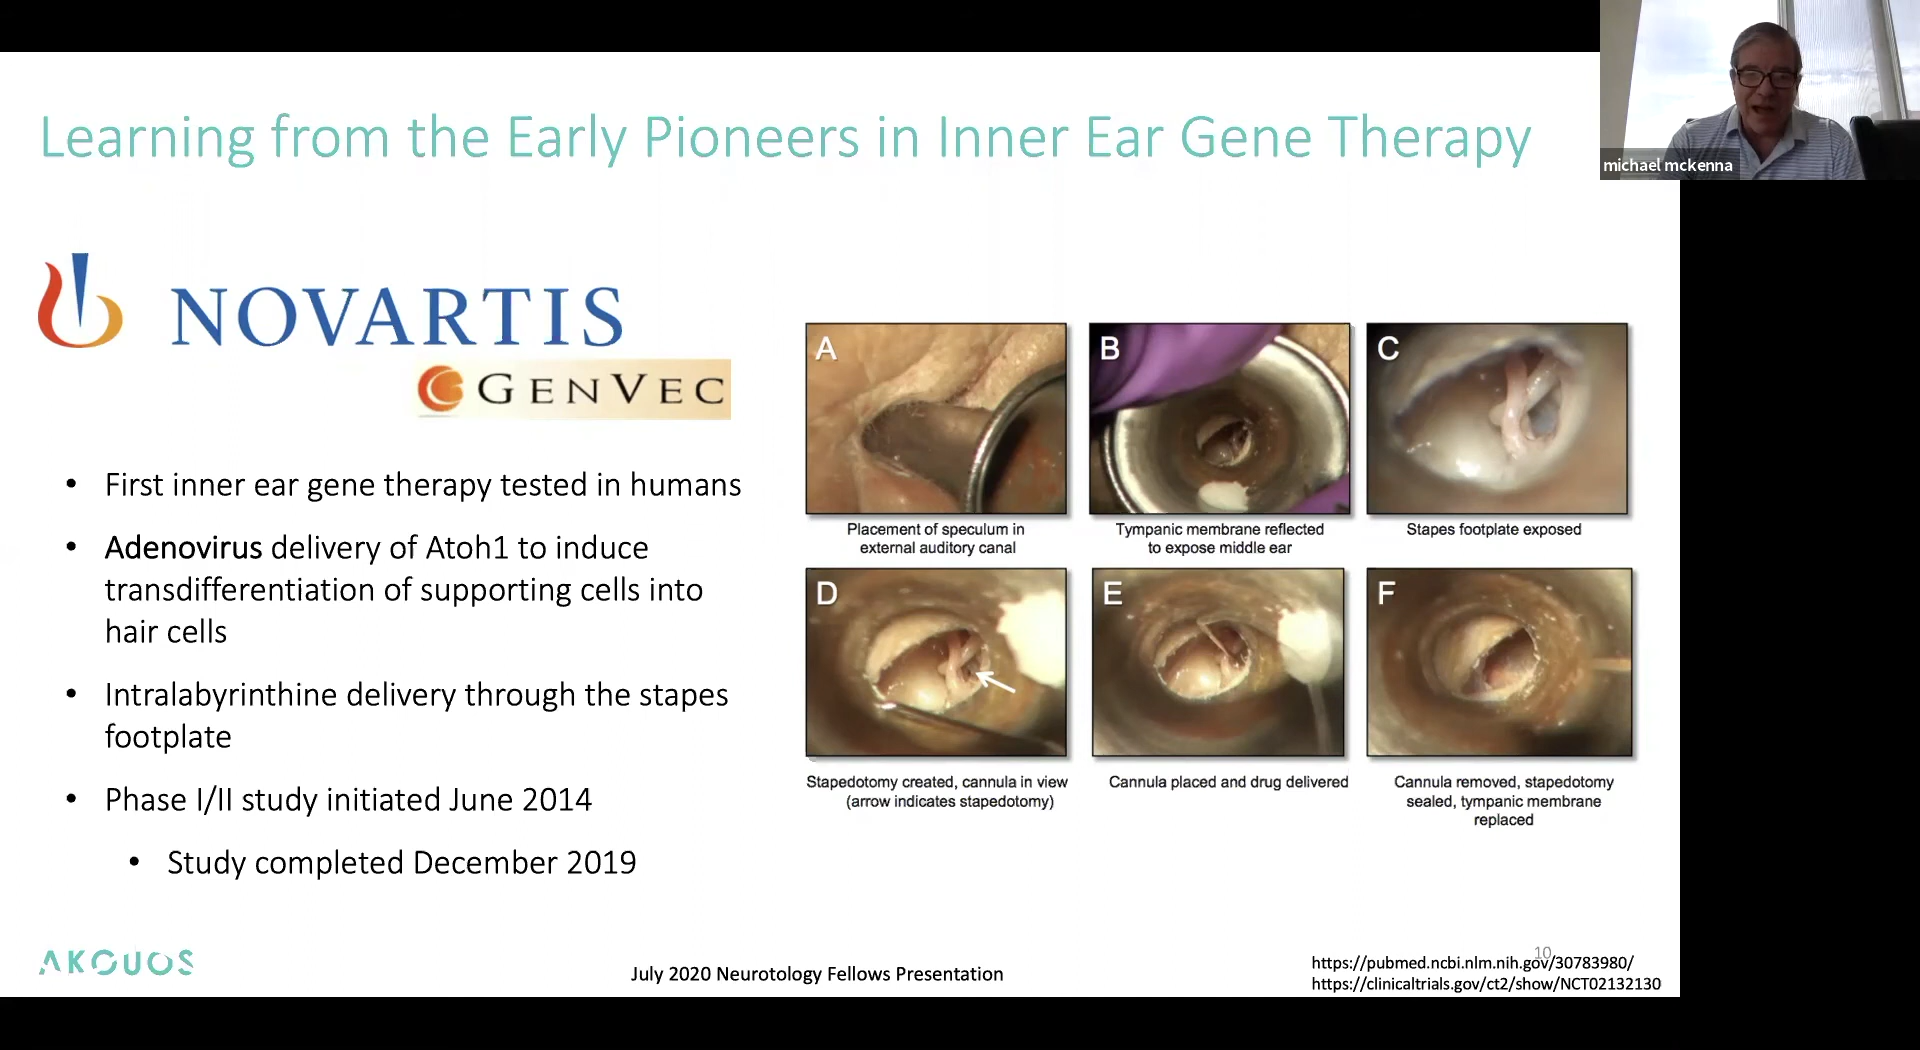 michael mckenna
Learning from the Early Pioneers in Inner Ear Gene Therapy
NOVARTIS
GENVEC
• First inner ear gene therapy tested in humans
• Adenovirus delivery of Atoh1 to induce
transdifferentiation of supporting cells into
hair cells
• Intralabyrinthine delivery through the stapes
footplate
• Phase I/II study initiated June 2014
• Study completed December 2019
A
B
C
Placement of speculum in
external auditory canal
Tympanic membrane reflected
to expose middle ear
Stapes footplate exposed
D
E
F
Stapedotomy created, cannula in view
(arrow indicates stapedotomy)
Cannula placed and drug delivered
Cannula removed, stapedotomy
sealed, tympanic membrane
replaced
AKOUOS
July 2020 Neurotology Fellows Presentation
10
https://pubmed.ncbi.nlm.nih.gov/30783980/
https://clinicaltrials.gov/ct2/show/NCT02132130